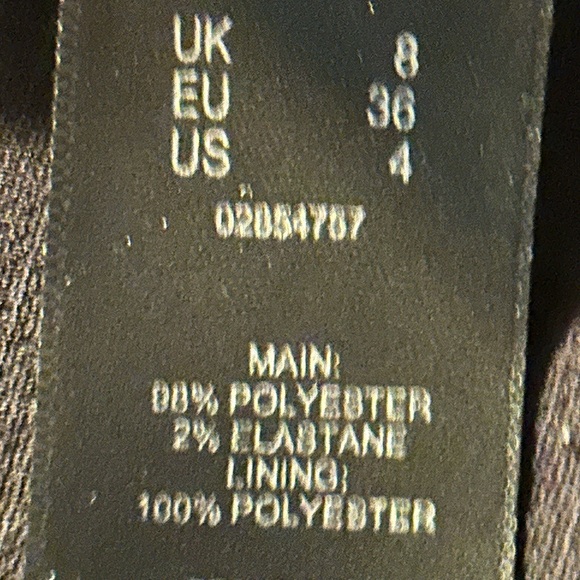 UK 8
EU 36
US 4
MAIN:
98% POLYESTER
2% ELASTANE
LINING:
100% POLYESTER